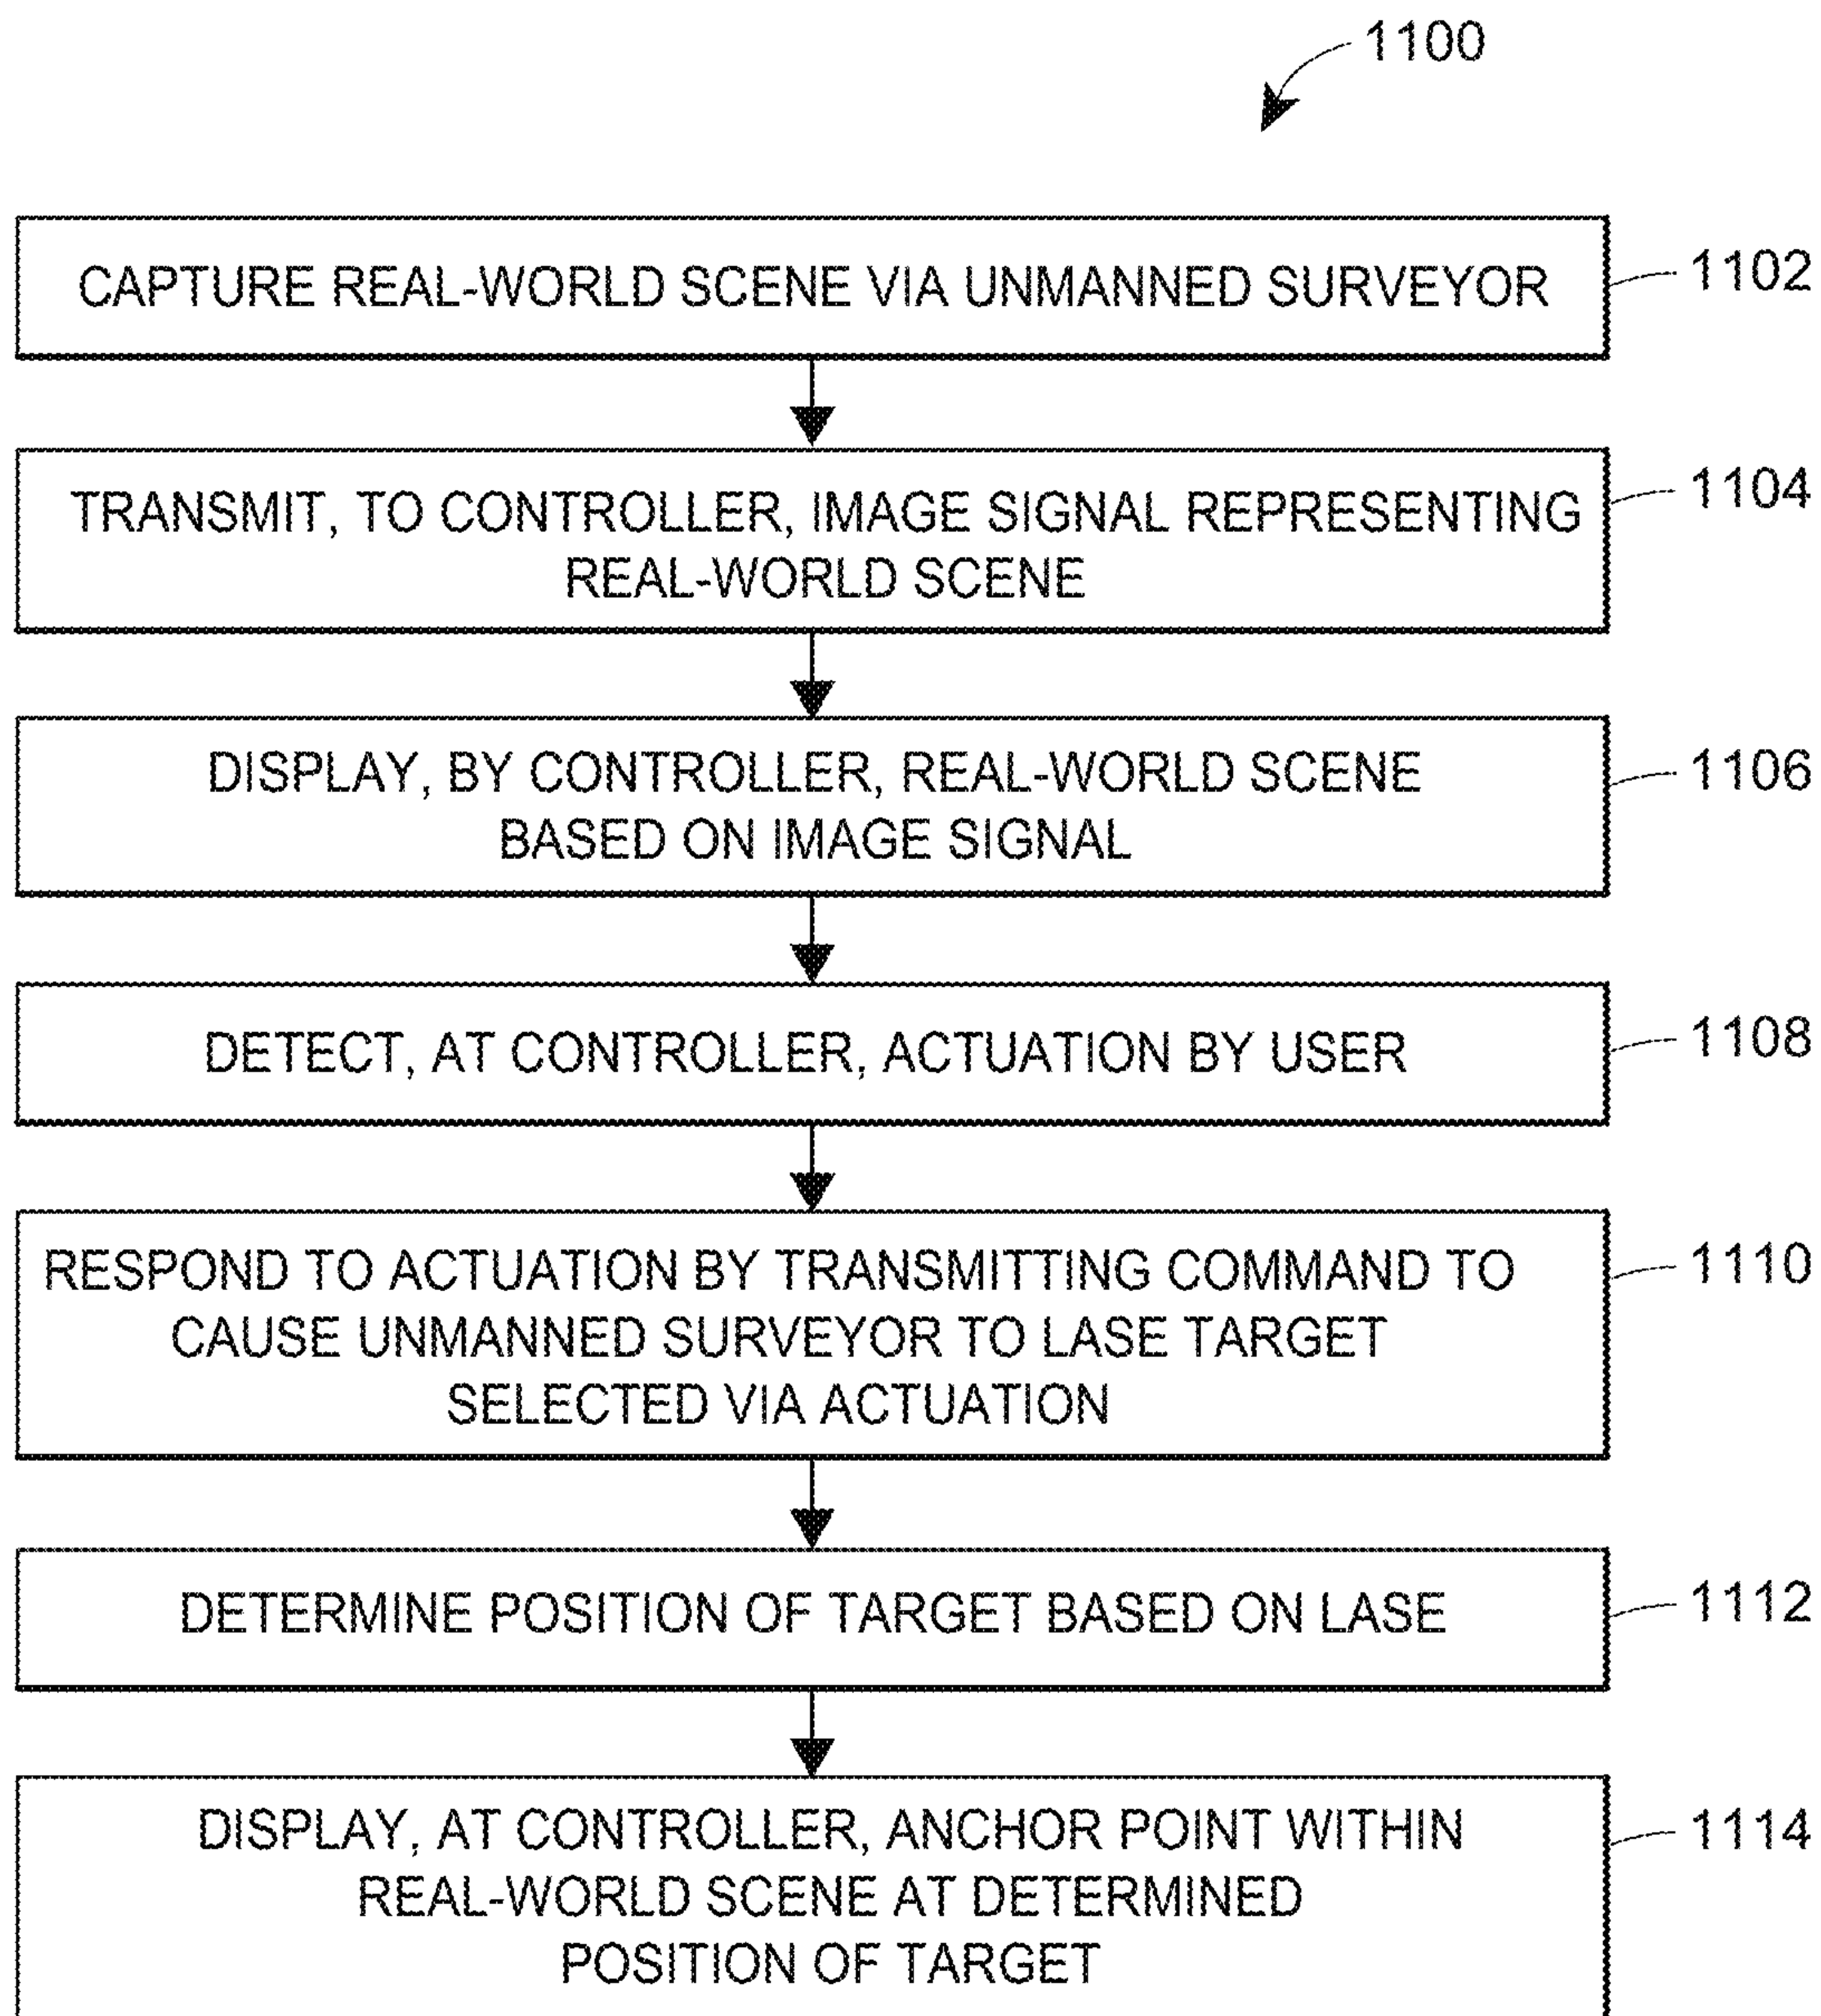 1100
CAPTURE REAL-WORLD SCENE VIA UNMANNED SURVEYOR
1102
TRANSMIT, TO CONTROLLER, IMAGE SIGNAL REPRESENTING
REAL-WORLD SCENE
1104
DISPLAY, BY CONTROLLER, REAL-WORLD SCENE
BASED ON IMAGE SIGNAL
1106
DETECT, AT CONTROLLER, ACTUATION BY USER
1108
RESPOND TO ACTUATION BY TRANSMITTING COMMAND TO
CAUSE UNMANNED SURVEYOR TO LASE TARGET
SELECTED VIA ACTUATION
1110
DETERMINE POSITION OF TARGET BASED ON LASE
1112
DISPLAY, AT CONTROLLER, ANCHOR POINT WITHIN
REAL-WORLD SCENE AT DETERMINED
POSITION OF TARGET
1114